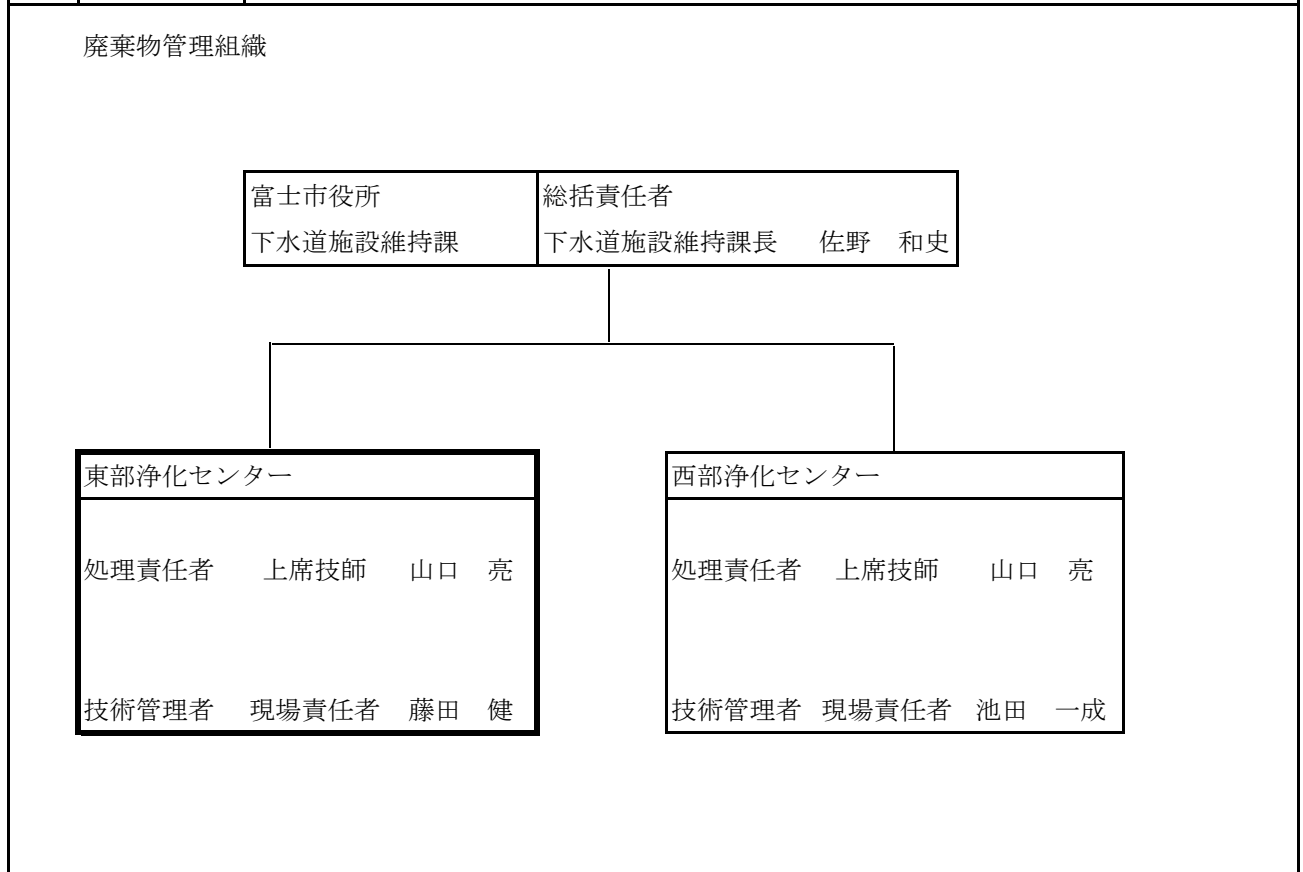 廃棄物管理組織
富士市役所 総括責任者
下水道施設維持課 下水道施設維持課長 佐野 和史
東部浄化センター
処理責任者 上席技師 山口 亮
技術管理者 現場責任者 藤田 健
西部浄化センター
処理責任者 上席技師 山口 亮
技術管理者 現場責任者 池田 一成